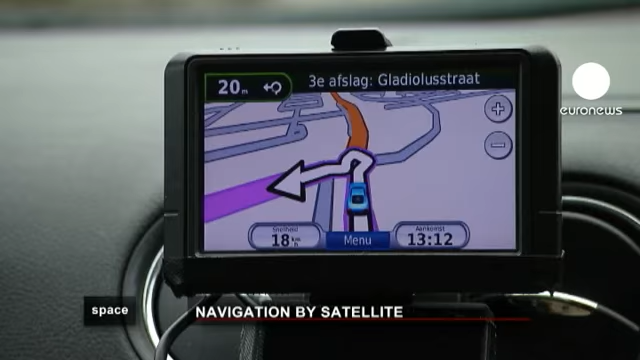 20 m
3e afslag: Gladiolusstraat
+
−
euronews
Snelheid
18 km/h
Menu
Aankomst
13:12
space
NAVIGATION BY SATELLITE